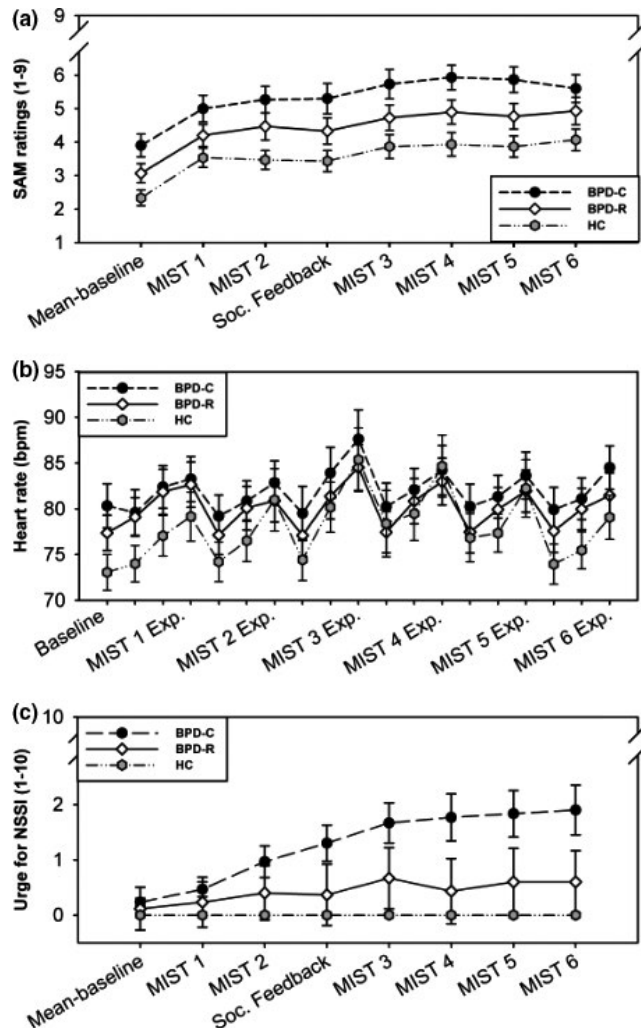 (a)
9
6
5
4
3
2
1
SAM ratings (1-9)
BPD-C
BPD-R
HC
Mean-baseline
MIST 1
MIST 2
Soc. Feedback
MIST 3
MIST 4
MIST 5
MIST 6
(b)
95
90
85
80
75
70
Heart rate (bpm)
BPD-C
BPD-R
HC
Baseline
MIST 1 Exp.
MIST 2 Exp.
MIST 3 Exp.
MIST 4 Exp.
MIST 5 Exp.
MIST 6 Exp.
(c)
10
2
1
0
Urge for NSSI (1-10)
BPD-C
BPD-R
HC
Mean-baseline
MIST 1
MIST 2
Soc. Feedback
MIST 3
MIST 4
MIST 5
MIST 6